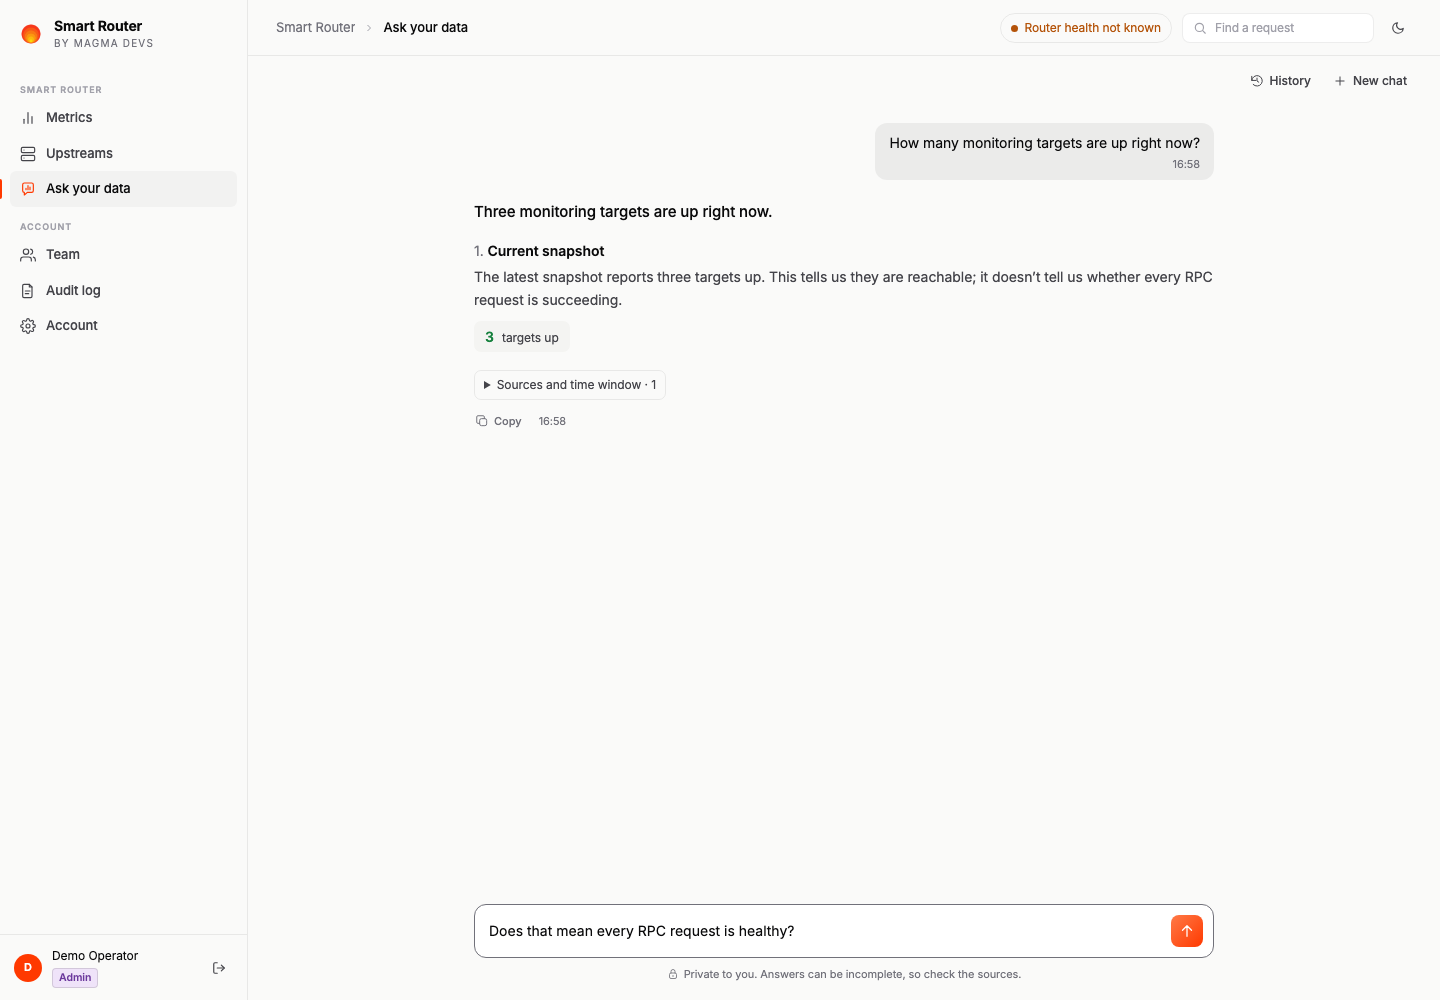 Smart Router
BY MAGMA DEVS
SMART ROUTER
Metrics
Upstreams
Ask your data
ACCOUNT
Team
Audit log
Account
D
Demo Operator
Admin
Smart Router › Ask your data
Router health not known
Find a request
History
New chat
How many monitoring targets are up right now?
16:58
Three monitoring targets are up right now.
1. Current snapshot
The latest snapshot reports three targets up. This tells us they are reachable; it doesn’t tell us whether every RPC
request is succeeding.
3 targets up
Sources and time window · 1
Copy 16:58
Does that mean every RPC request is healthy?
Private to you. Answers can be incomplete, so check the sources.